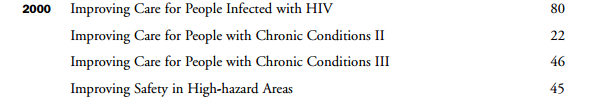 2000 Improving Care for People Infected with HIV 80
Improving Care for People with Chronic Conditions II 22
Improving Care for People with Chronic Conditions III 46
Improving Safety in High-hazard Areas 45